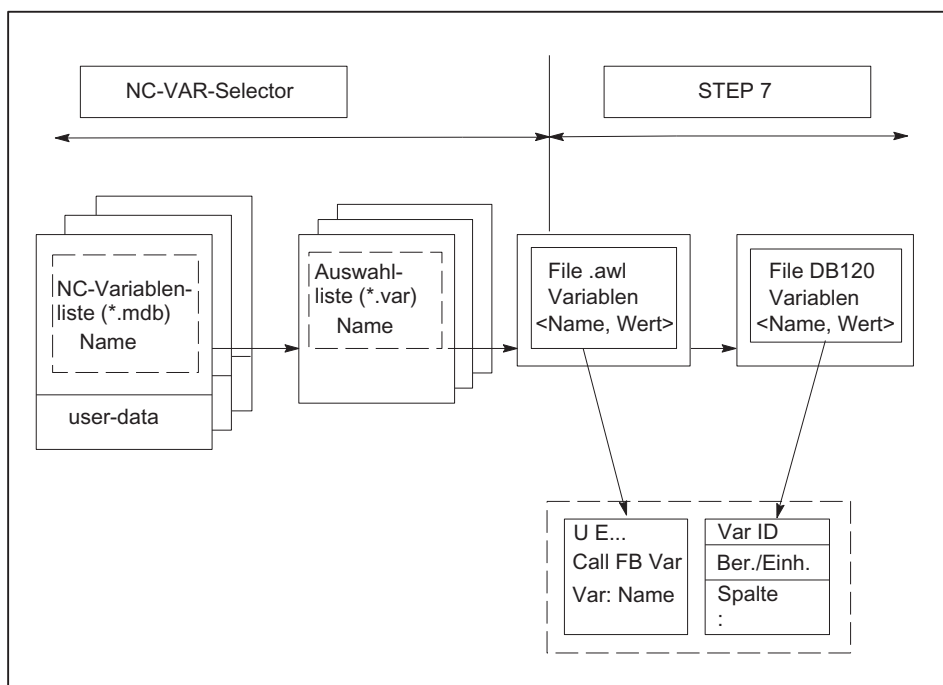 NC-VAR-Selector
STEP 7
NC-Variablen-
liste (*.mdb)
Name
user-data
Auswahl-
liste (*.var)
Name
File .awl
Variablen
<Name, Wert>
File DB120
Variablen
<Name, Wert>
U E...
Call FB Var
Var: Name
Var ID
Ber./Einh.
Spalte
: